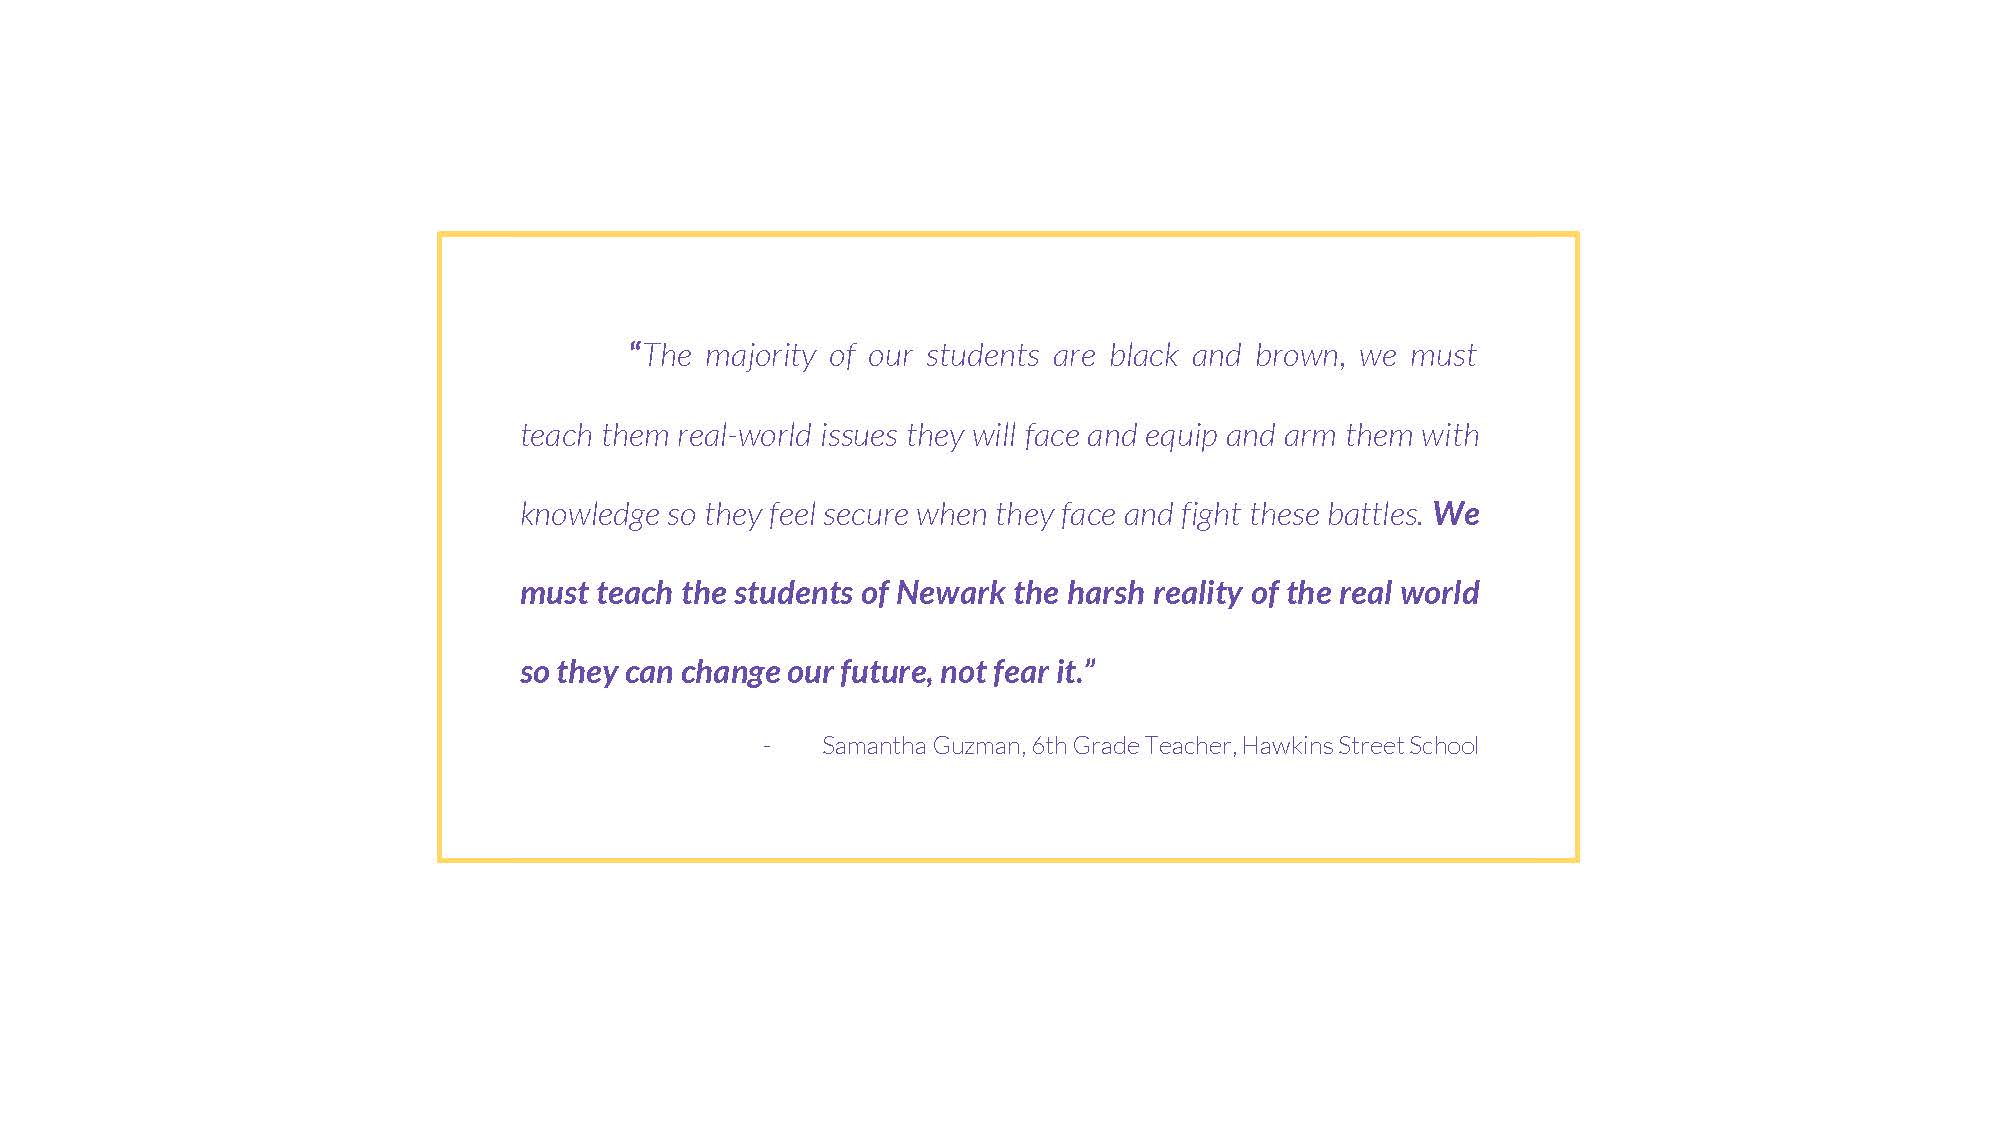 “The majority of our students are black and brown, we must
teach them real-world issues they will face and equip and arm them with
knowledge so they feel secure when they face and fight these battles. We
must teach the students of Newark the harsh reality of the real world
so they can change our future, not fear it.”
- Samantha Guzman, 6th Grade Teacher, Hawkins Street School